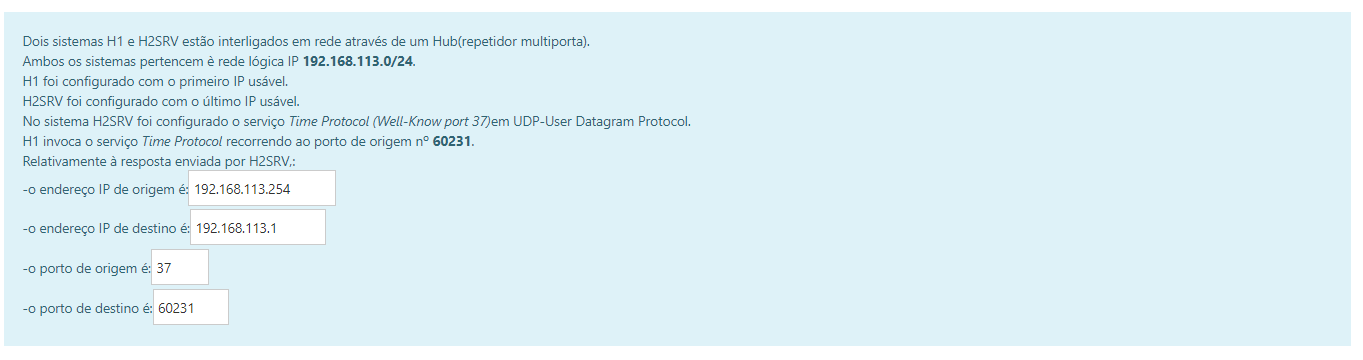 Dois sistemas H1 e H2SRV estão interligados em rede através de um Hub(repetidor multiporta).
Ambos os sistemas pertencem è rede lógica IP 192.168.113.0/24.
H1 foi configurado com o primeiro IP usável.
H2SRV foi configurado com o último IP usável.
No sistema H2SRV foi configurado o serviço Time Protocol (Well-Know port 37)em UDP-User Datagram Protocol.
H1 invoca o serviço Time Protocol recorrendo ao porto de origem nº 60231.
Relativamente à resposta enviada por H2SRV,:
-o endereço IP de origem é: 192.168.113.254
-o endereço IP de destino é: 192.168.113.1
-o porto de origem é: 37
-o porto de destino é: 60231